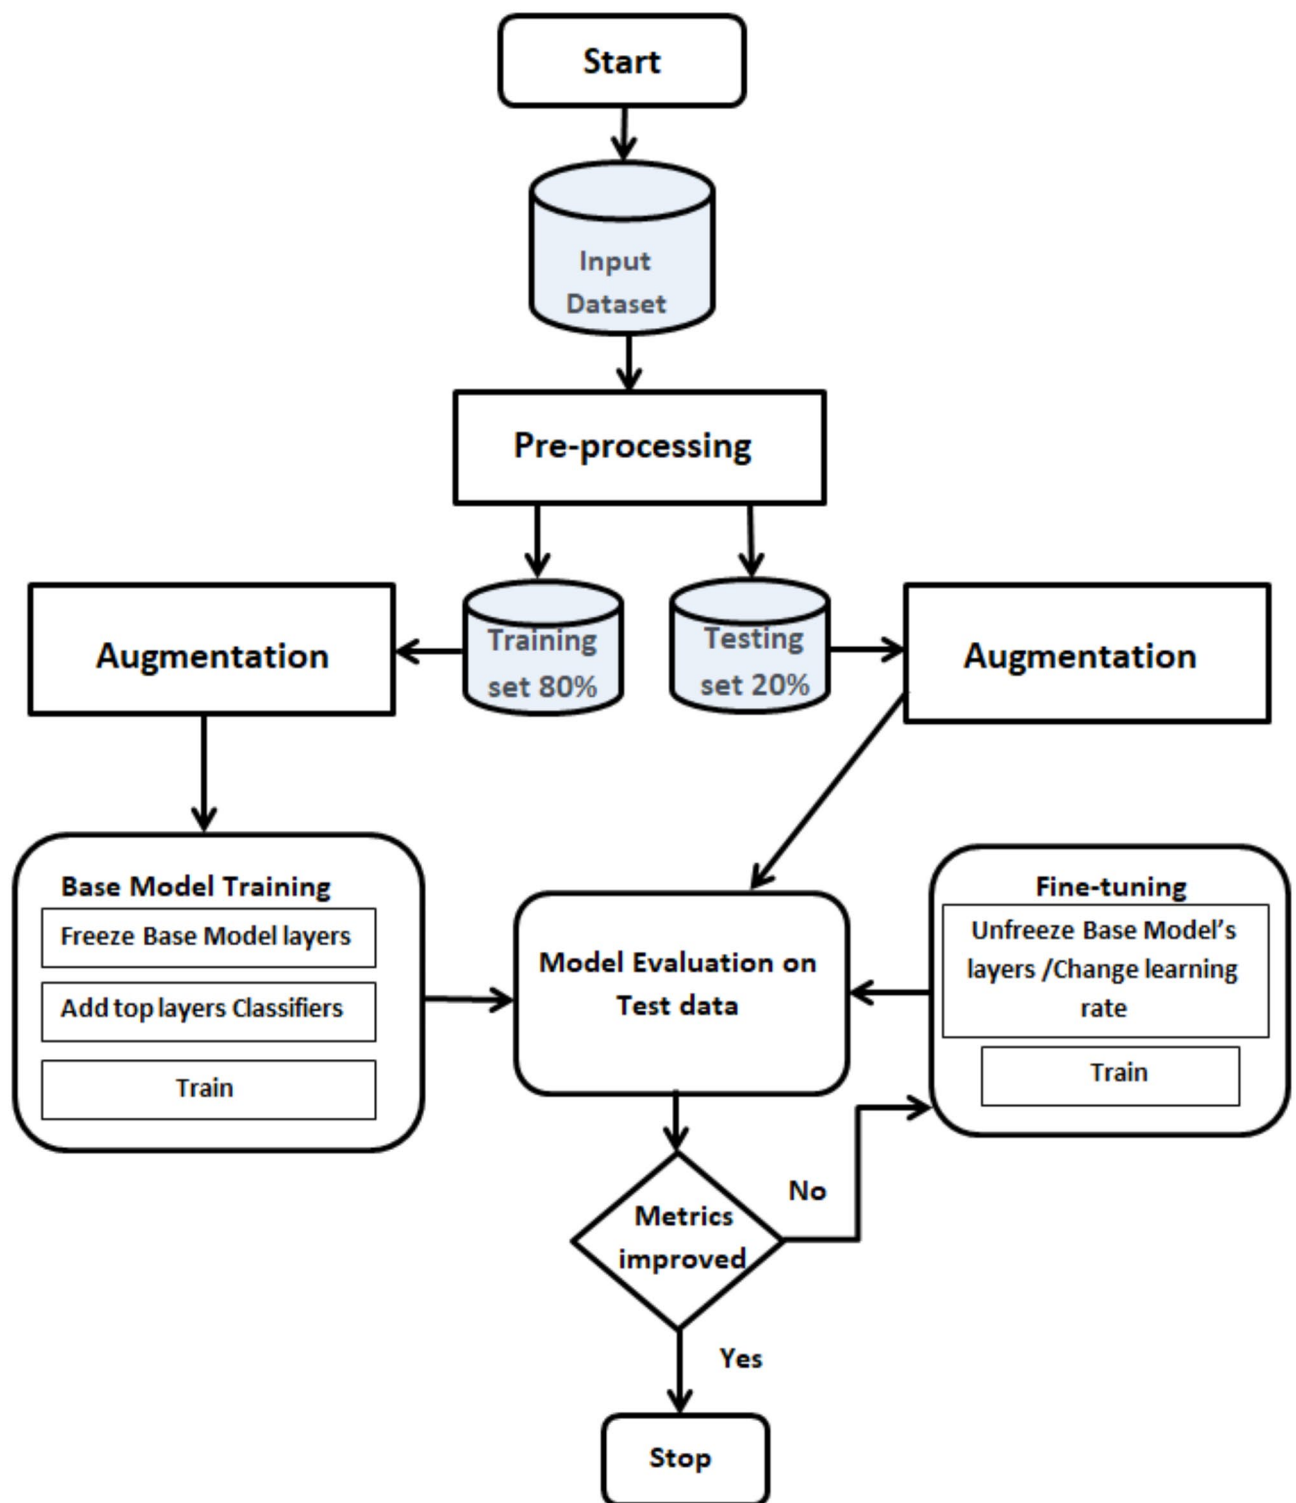 Start
Input
Dataset
Pre-processing
Augmentation
Training
set 80%
Testing
set 20%
Augmentation
Base Model Training
Freeze Base Model layers
Add top layers Classifiers
Train
Model Evaluation on
Test data
Fine-tuning
Unfreeze Base Model’s
layers /Change learning
rate
Train
Metrics
improved
No
Yes
Stop